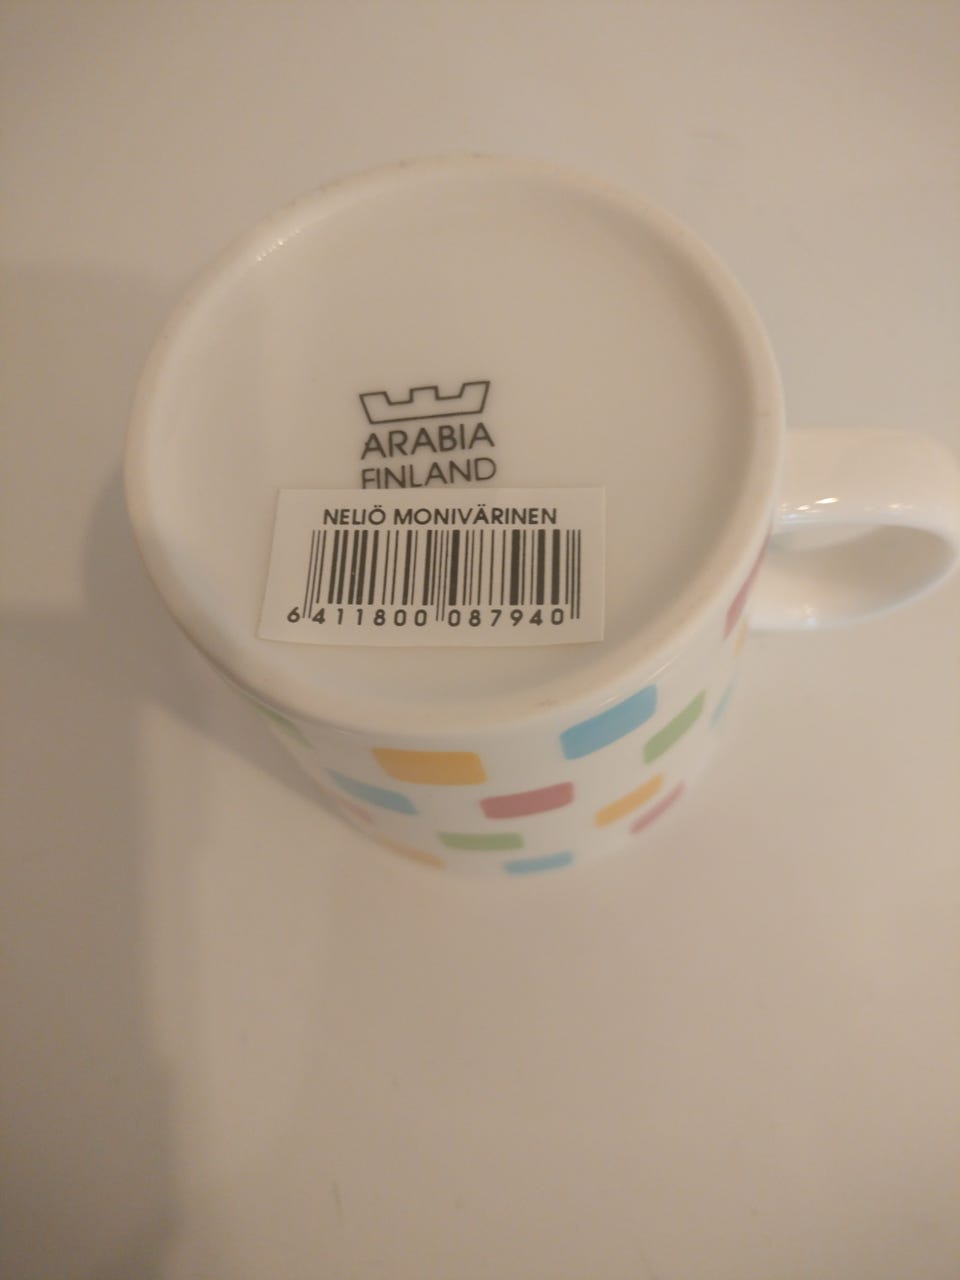 ARABIA
FINLAND
NELIÖ MONIVÄRINEN
6 411800 087940